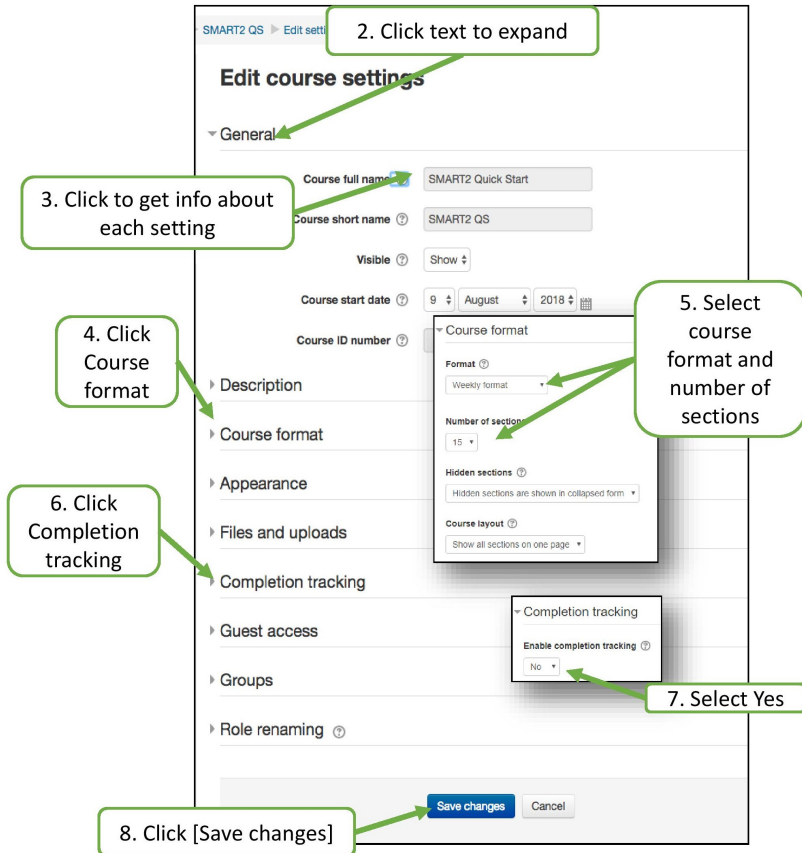 SMART2 QS Edit setti
2. Click text to expand
Edit course settings
General
Course full name
SMART2 Quick Start
3. Click to get info about
each setting
Course short name
SMART2 QS
Visible
Show
Course start date
9 August 2018
Course ID number
4. Click
Course
format
5. Select
course
format and
number of
sections
Course format
Format
Weekly format
Number of sections
15
Hidden sections
Hidden sections are shown in collapsed form
Course layout
Show all sections on one page
Description
Course format
Appearance
6. Click
Completion
tracking
Files and uploads
Completion tracking
Completion tracking
Enable completion tracking
No
7. Select Yes
Guest access
Groups
Role renaming
Save changes
Cancel
8. Click [Save changes]